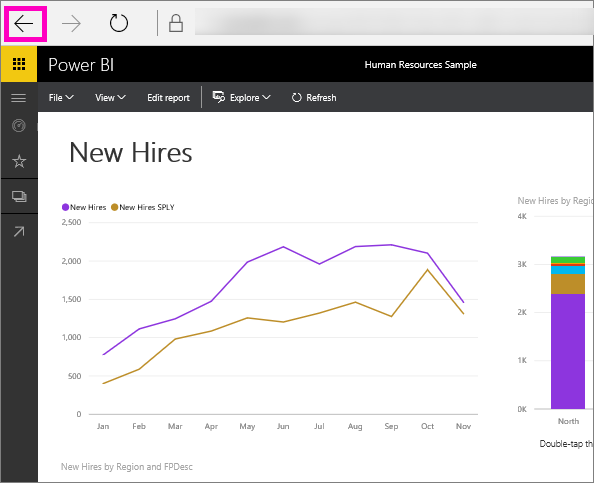 Power BI
Human Resources Sample
File View Edit report Explore Refresh
New Hires
New Hires New Hires SPLY
2,500
2,000
1,500
1,000
500
0
Jan Feb Mar Apr May Jun Jul Aug Sep Oct Nov
New Hires by Regio
4K
3K
2K
1K
0K
North
Double-tap th
New Hires by Region and FPDesc